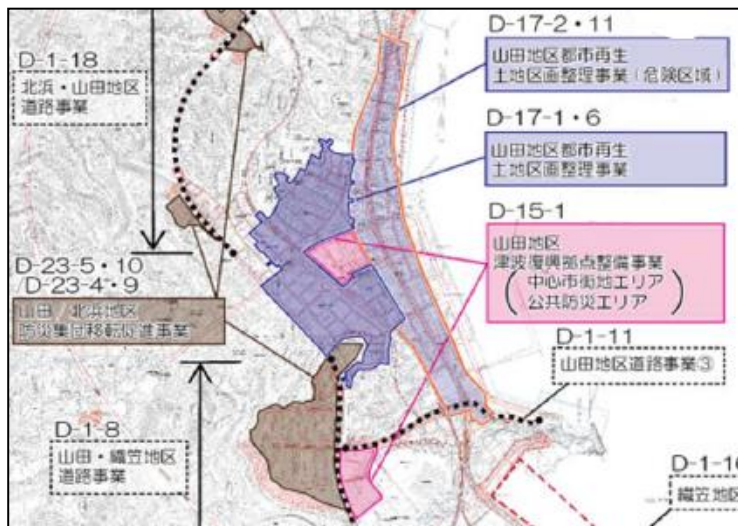 D-17-2・11
山田地区都市再生
土地区画整理事業(危険区域)
D-1-18
北浜・山田地区
道路事業
D-17-1・6
山田地区都市再生
土地区画整理事業
D-15-1
山田地区
津波復興拠点整備事業
(中心市街地エリア
公共防災エリア)
D-23-5・10
D-23-4・9
山田 北浜地区
防災集団移転促進事業
D-1-11
山田地区道路事業③
D-1-8
山田・織笠地区
道路事業
D-1-1
織笠地区